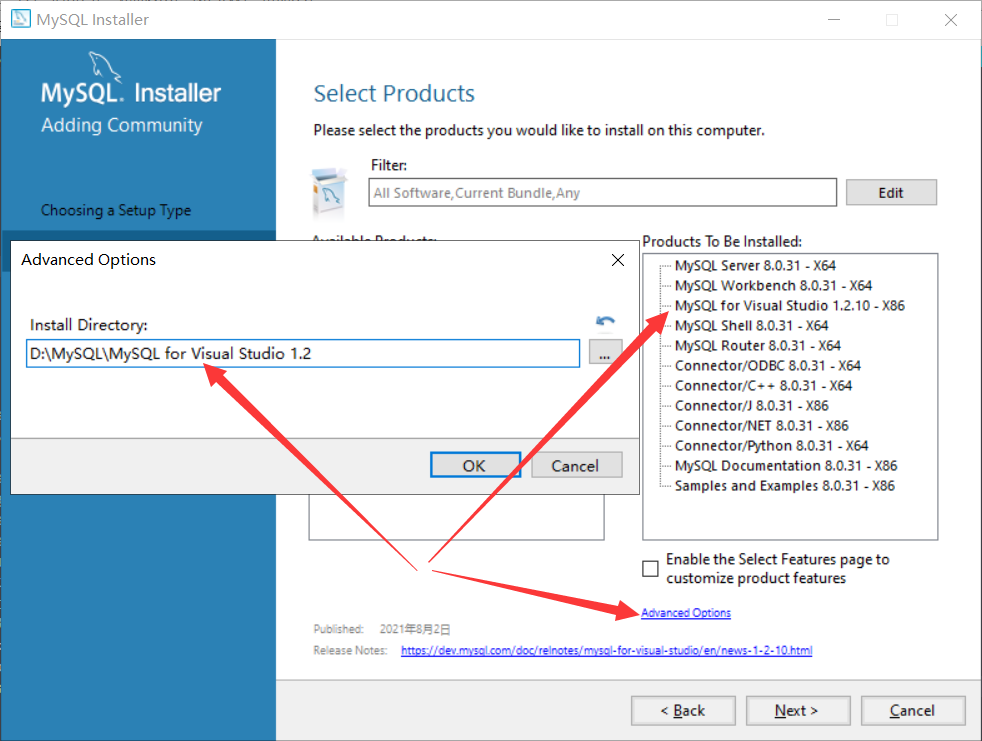 MySQL Installer
MySQL. Installer
Adding Community
Choosing a Setup Type
Select Products
Please select the products you would like to install on this computer.
Filter:
All Software,Current Bundle,Any
Edit
Products To Be Installed:
MySQL Server 8.0.31 - X64
MySQL Workbench 8.0.31 - X64
MySQL for Visual Studio 1.2.10 - X86
MySQL Shell 8.0.31 - X64
MySQL Router 8.0.31 - X64
Connector/ODBC 8.0.31 - X64
Connector/C++ 8.0.31 - X64
Connector/J 8.0.31 - X86
Connector/NET 8.0.31 - X86
Connector/Python 8.0.31 - X64
MySQL Documentation 8.0.31 - X86
Samples and Examples 8.0.31 - X86
Advanced Options
Install Directory:
D:\MySQL\MySQL for Visual Studio 1.2
...
OK
Cancel
Enable the Select Features page to
customize product features
Advanced Options
Published: 2021年8月2日
Release Notes: https://dev.mysql.com/doc/relnotes/mysql-for-visual-studio/en/news-1-2-10.html
< Back
Next >
Cancel